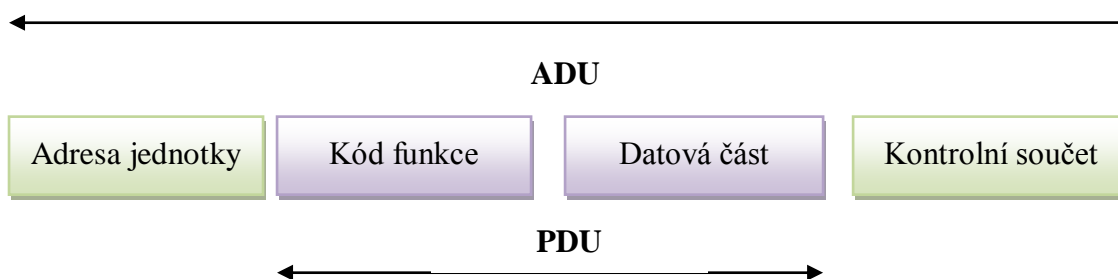 ADU
Adresa jednotky Kód funkce Datová část Kontrolní součet
PDU